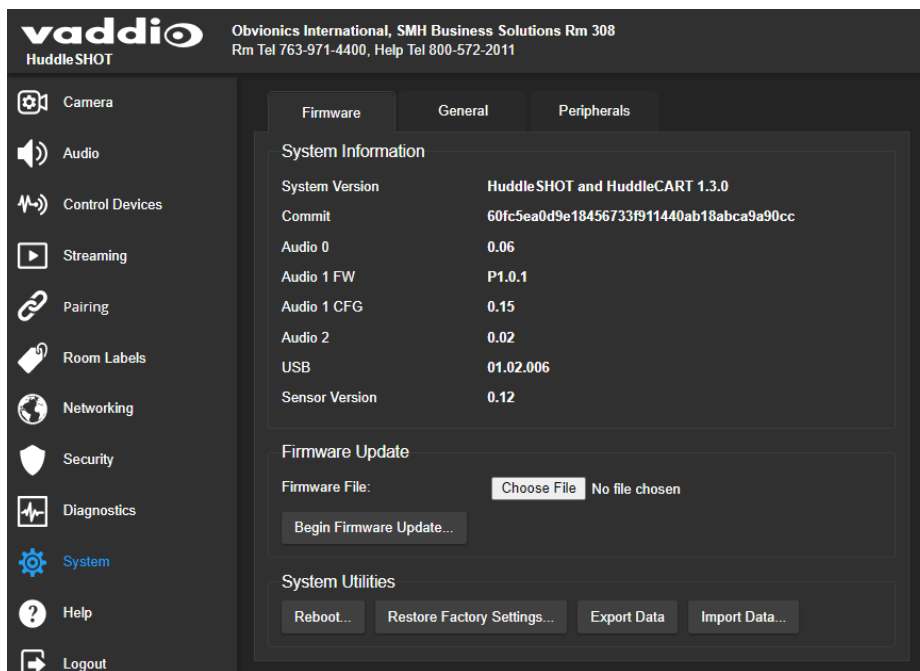 vaddio
HuddleSHOT
Obvionics International, SMH Business Solutions Rm 308
Rm Tel 763-971-4400, Help Tel 800-572-2011
Camera
Audio
Control Devices
Streaming
Pairing
Room Labels
Networking
Security
Diagnostics
System
? Help
Logout
Firmware General Peripherals
System Information
System Version HuddleSHOT and HuddleCART 1.3.0
Commit 60fc5ea0d9e18456733f911440ab18abca9a90cc
Audio 0 0.06
Audio 1 FW P1.0.1
Audio 1 CFG 0.15
Audio 2 0.02
USB 01.02.006
Sensor Version 0.12
Firmware Update
Firmware File: Choose File No file chosen
Begin Firmware Update...
System Utilities
Reboot... Restore Factory Settings... Export Data Import Data...